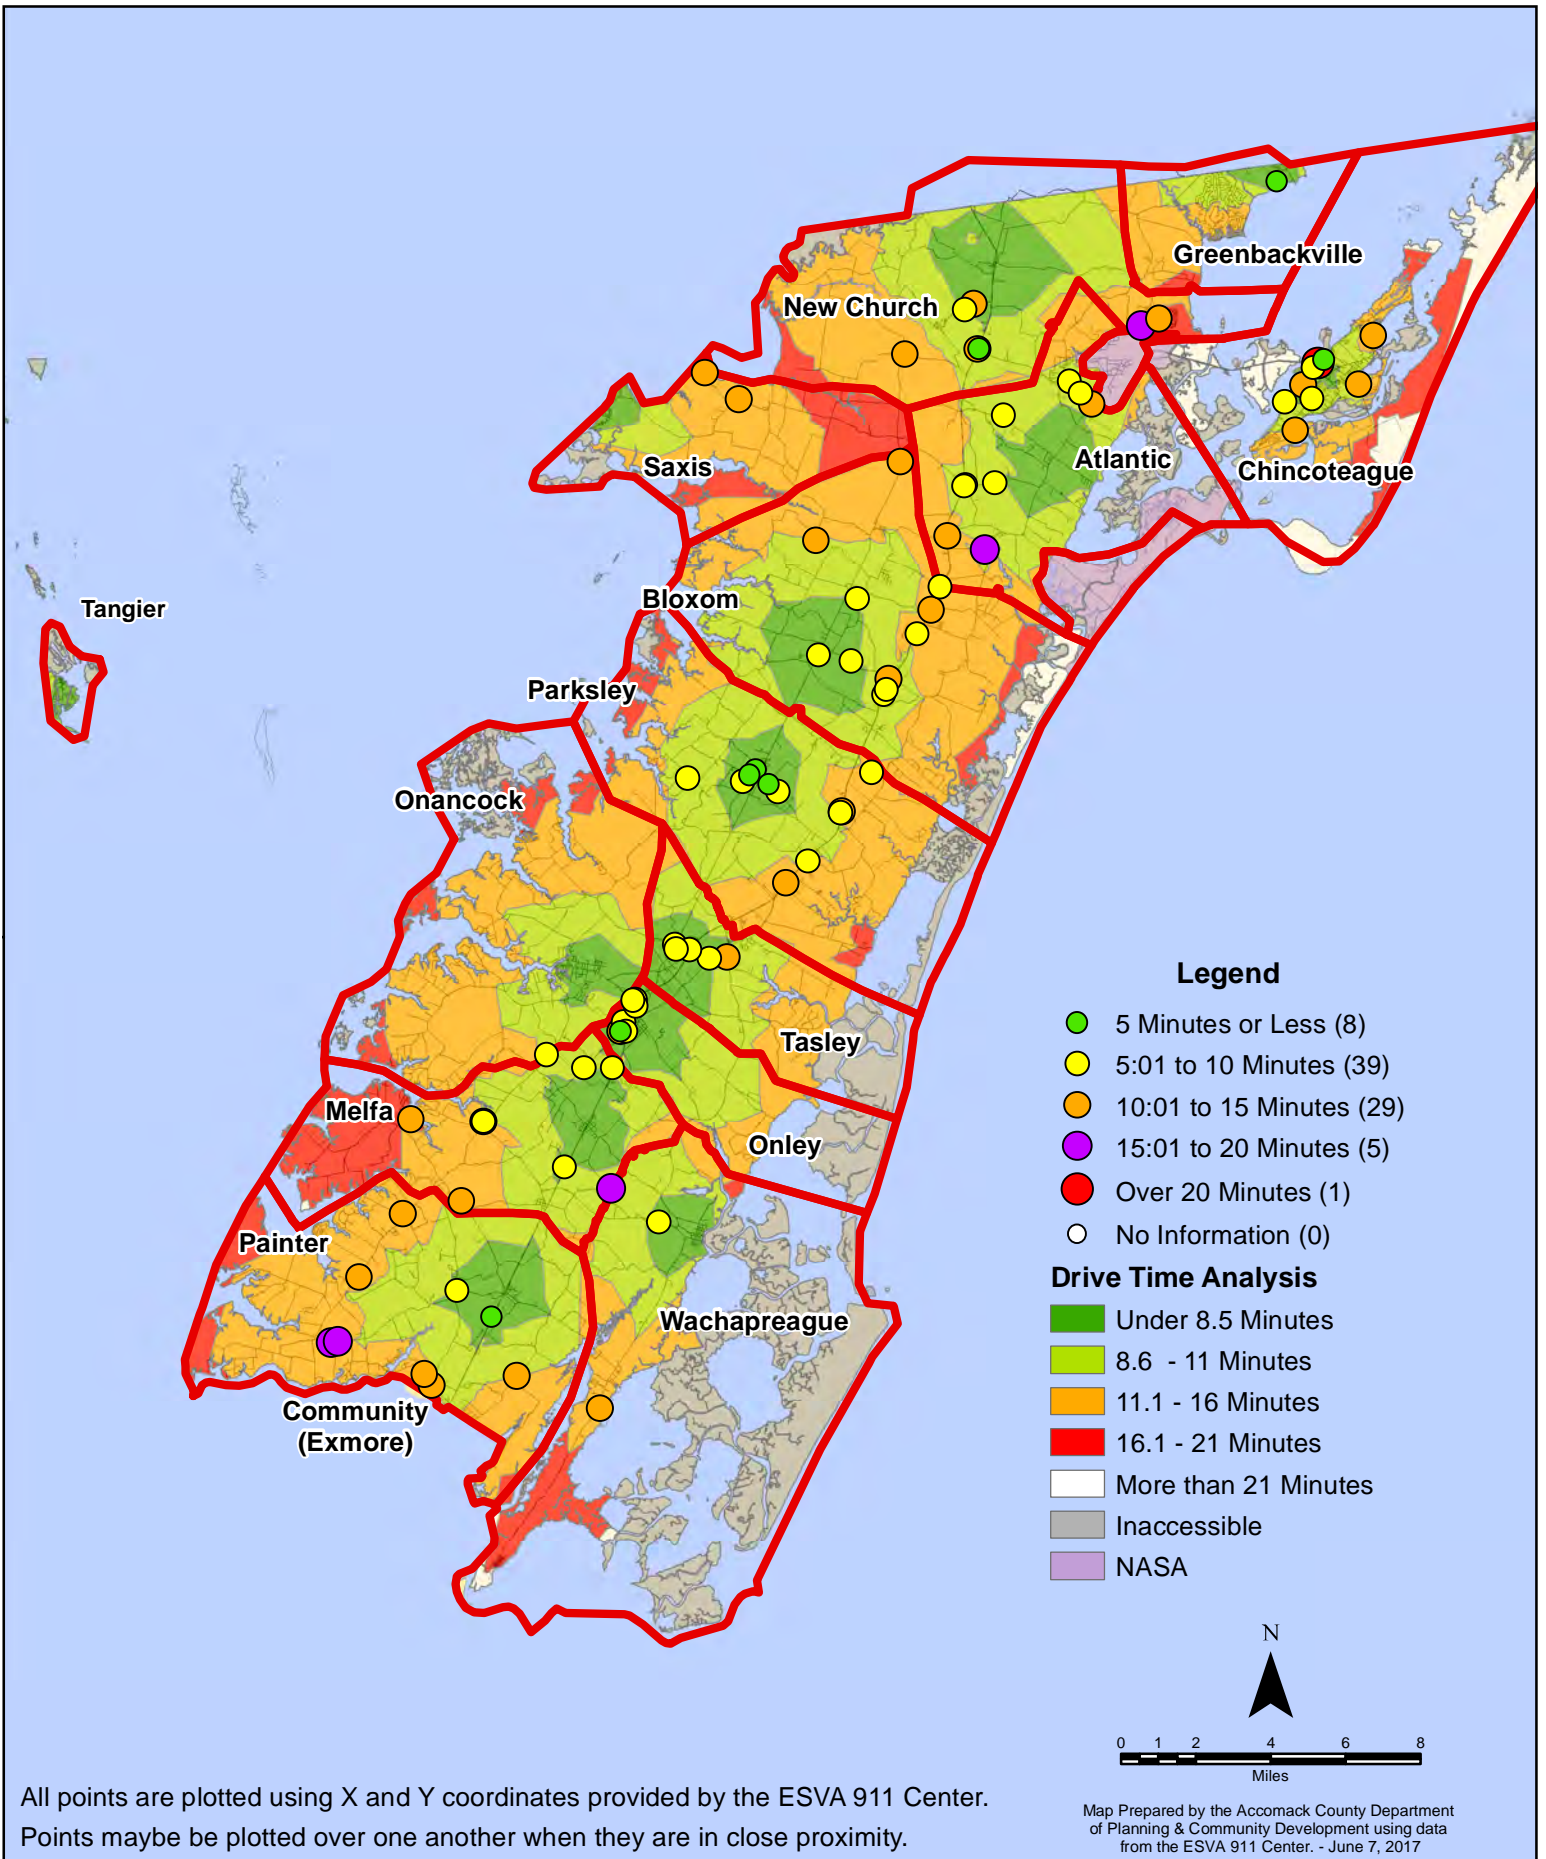 Greenbackville
New Church
Atlantic
Chincoteague
Saxis
Bloxom
Tangier
Parksley
Onancock
Tasley
Melfa
Onley
Painter
Wachapreague
Community
(Exmore)
Legend
5 Minutes or Less (8)
5:01 to 10 Minutes (39)
10:01 to 15 Minutes (29)
15:01 to 20 Minutes (5)
Over 20 Minutes (1)
No Information (0)
Drive Time Analysis
Under 8.5 Minutes
8.6 - 11 Minutes
11.1 - 16 Minutes
16.1 - 21 Minutes
More than 21 Minutes
Inaccessible
NASA
N
0 1 2 4 6 8
Miles
All points are plotted using X and Y coordinates provided by the ESVA 911 Center.
Points maybe be plotted over one another when they are in close proximity.
Map Prepared by the Accomack County Department
of Planning & Community Development using data
from the ESVA 911 Center. - June 7, 2017